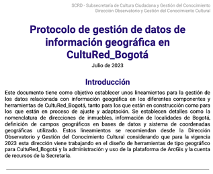 SCRD - Subsecretaría de Cultura Ciudadana y Gestión del Conocimiento
Dirección Observatorio y Gestión del Conocimiento Cultural
Protocolo de gestión de datos de
información geográfica en
CultuRed_Bogotá
Julio de 2023
Introducción
Este documento tiene como objetivo establecer unos lineamientos para la gestión de
los datos relacionados con información geográfica en los diferentes componentes y
herramientas de CultuRed_Bogotá, tanto para los que están en construcción como para
los que están en proceso de ajuste y adaptación. Se establecen detalles como la
nomenclatura de direcciones de inmuebles, información de localidades de Bogotá,
definición de campos geográficos en bases de datos y sistema de coordenadas
geográficas utilizado. Estos lineamientos se recomiendan desde la Dirección
Observatorio y Gestión del Conocimiento Cultural considerando que para la vigencia
2023 esta dirección viene trabajando en el diseño de herramientas de tipo geográfico
para CultuRed_Bogotá y la administración y uso de la plataforma de ArcGis y la cuenta
de recursos de la Secretaría.